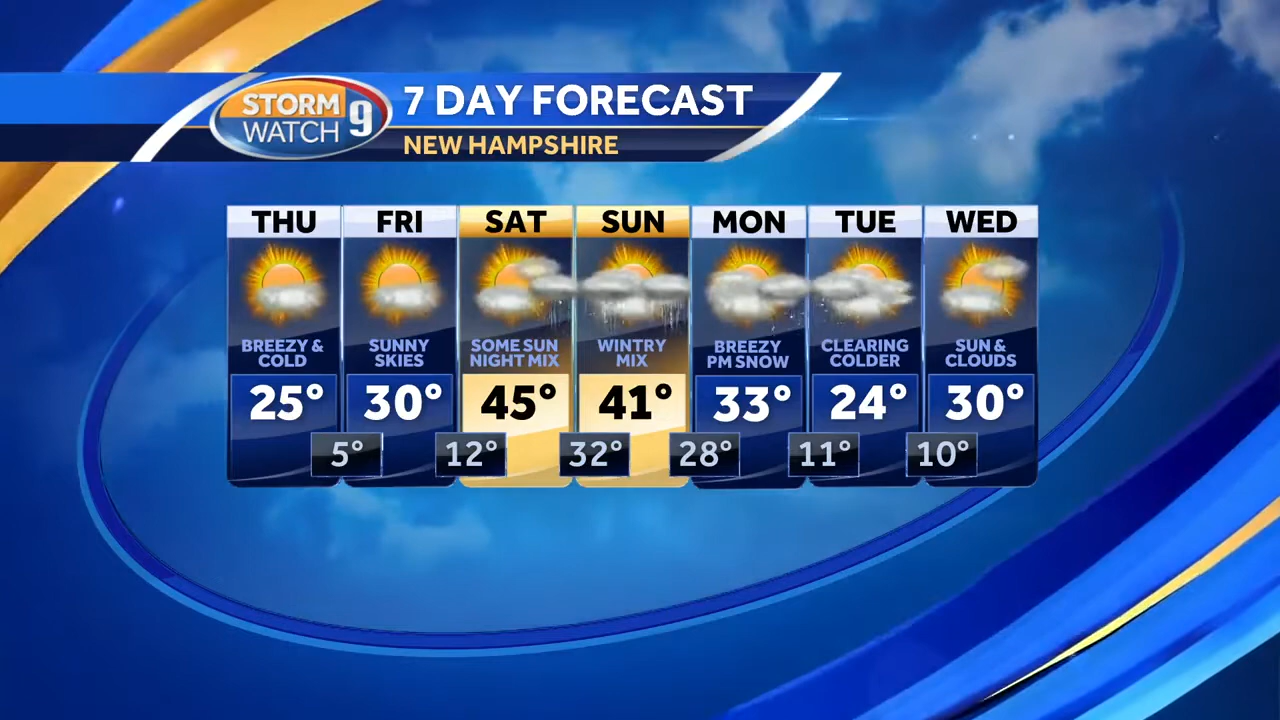 STORM
WATCH 9
7 DAY FORECAST
NEW HAMPSHIRE
THU FRI SAT SUN MON TUE WED
BREEZY & COLD
SUNNY SKIES
SOME SUN NIGHT MIX
WINTRY MIX
BREEZY PM SNOW
CLEARING COLDER
SUN & CLOUDS
25° 30° 45° 41° 33° 24° 30°
5° 12° 32° 28° 11° 10°